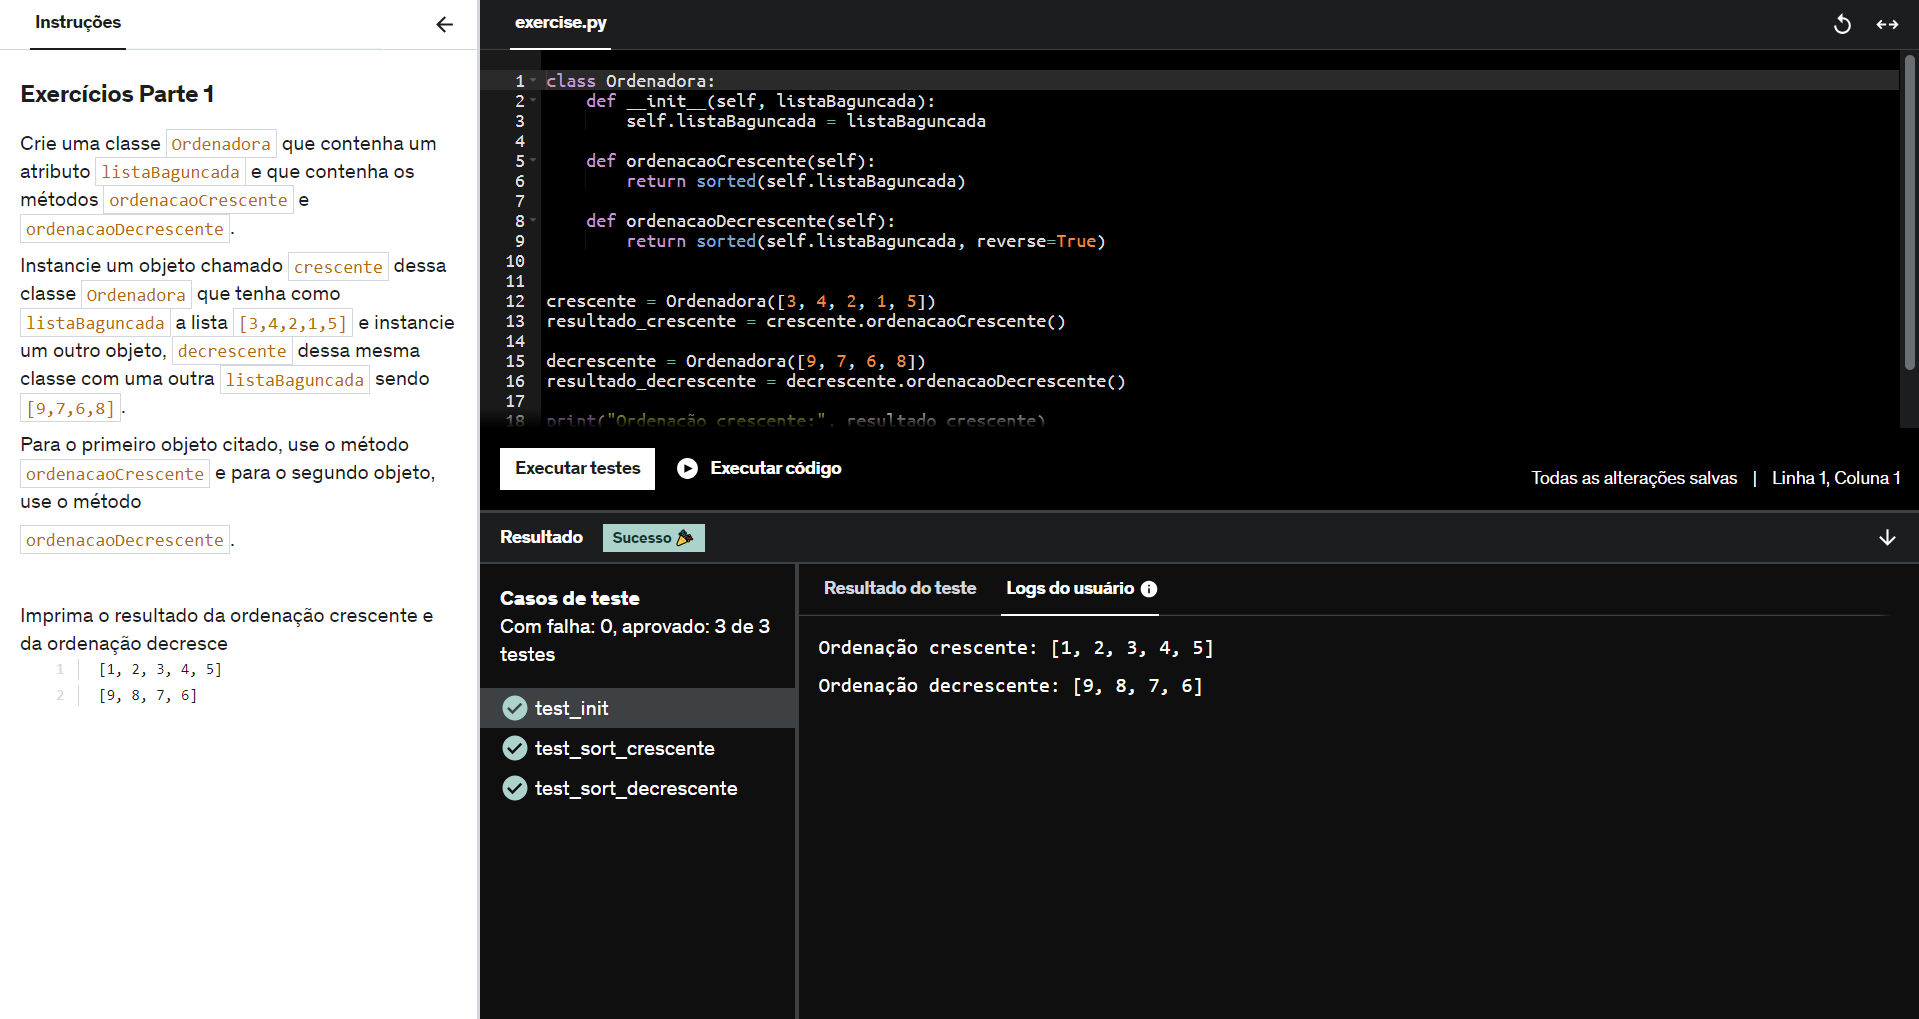 Instruções
Exercícios Parte 1
Crie uma classe Ordenadora que contenha um
atributo listaBaguncada e que contenha os
métodos ordenacaoCrescente e
ordenacaoDecrescente.
Instancie um objeto chamado crescente dessa
classe Ordenadora que tenha como
listaBaguncada a lista [3,4,2,1,5] e instancie
um outro objeto, decrescente dessa mesma
classe com uma outra listaBaguncada sendo
[9,7,6,8].
Para o primeiro objeto citado, use o método
ordenacaoCrescente e para o segundo objeto,
use o método
ordenacaoDecrescente.
Imprima o resultado da ordenação crescente e
da ordenação decresce
1 [1, 2, 3, 4, 5]
2 [9, 8, 7, 6]
exercise.py
1 class Ordenadora:
2 def __init__(self, listaBaguncada):
3 self.listaBaguncada = listaBaguncada
4
5 def ordenacaoCrescente(self):
6 return sorted(self.listaBaguncada)
7
8 def ordenacaoDecrescente(self):
9 return sorted(self.listaBaguncada, reverse=True)
10
11
12 crescente = Ordenadora([3, 4, 2, 1, 5])
13 resultado_crescente = crescente.ordenacaoCrescente()
14
15 decrescente = Ordenadora([9, 7, 6, 8])
16 resultado_decrescente = decrescente.ordenacaoDecrescente()
17
18 print("Ordenação crescente:", resultado_crescente)
Executar testes
Executar código
Todas as alterações salvas | Linha 1, Coluna 1
Resultado
Sucesso
Casos de teste
Com falha: 0, aprovado: 3 de 3
testes
test_init
test_sort_crescente
test_sort_decrescente
Resultado do teste
Logs do usuário
Ordenação crescente: [1, 2, 3, 4, 5]
Ordenação decrescente: [9, 8, 7, 6]